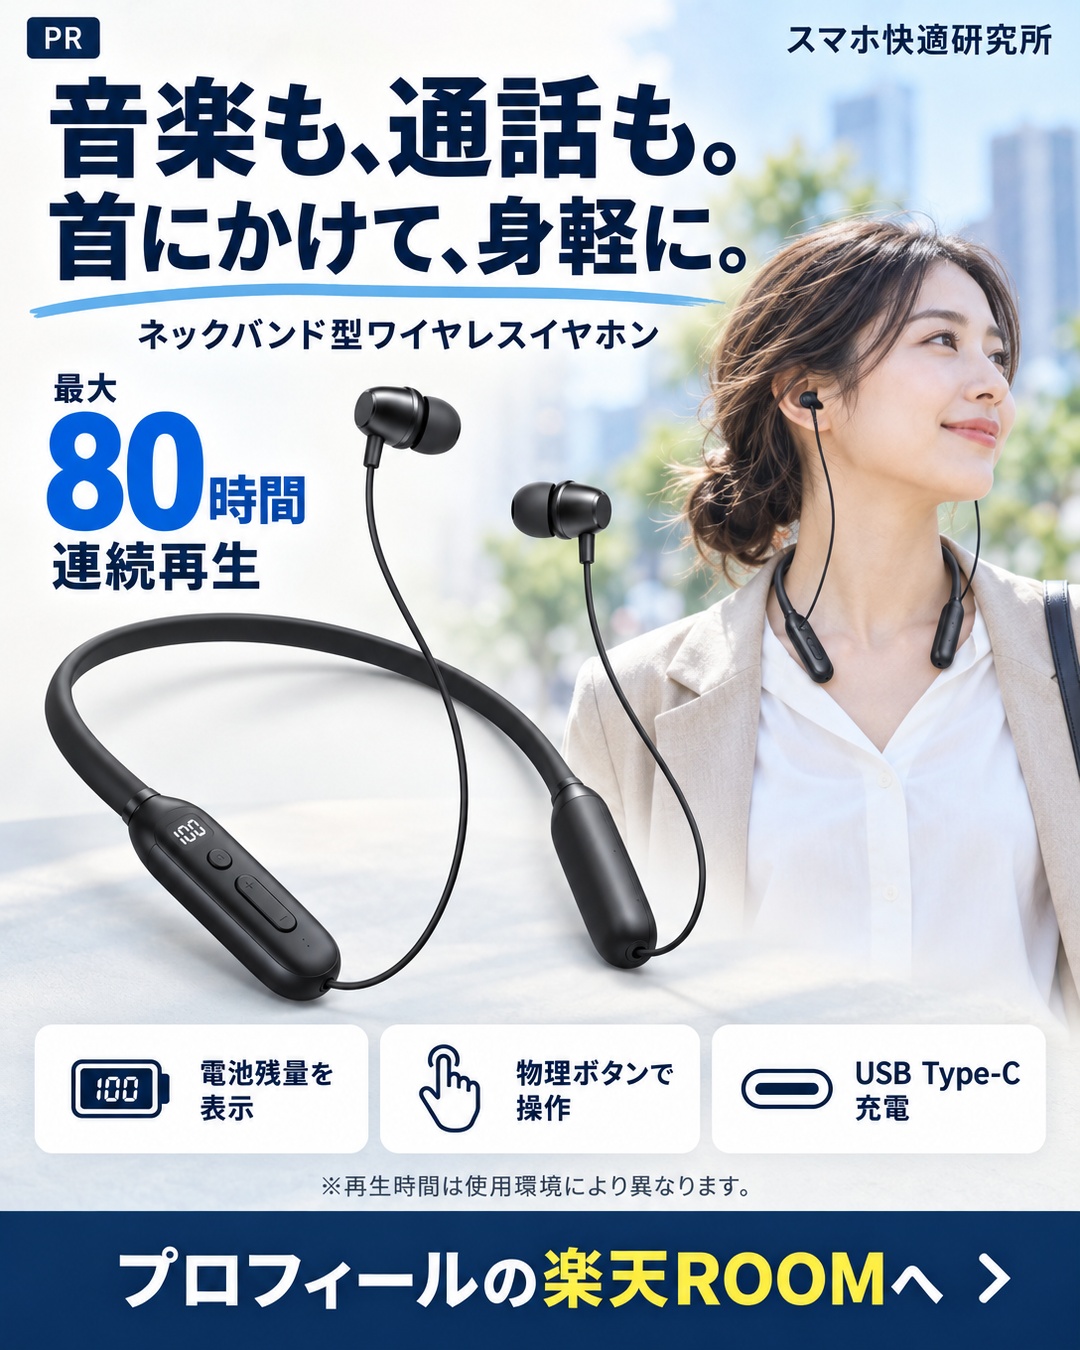 PR
スマホ快適研究所
音楽も、通話も。
首にかけて、身軽に。
ネックバンド型ワイヤレスイヤホン
最大
80時間
連続再生
100
電池残量を
表示
100
物理ボタンで
操作
USB Type-C
充電
※再生時間は使用環境により異なります。
プロフィールの楽天ROOMへ